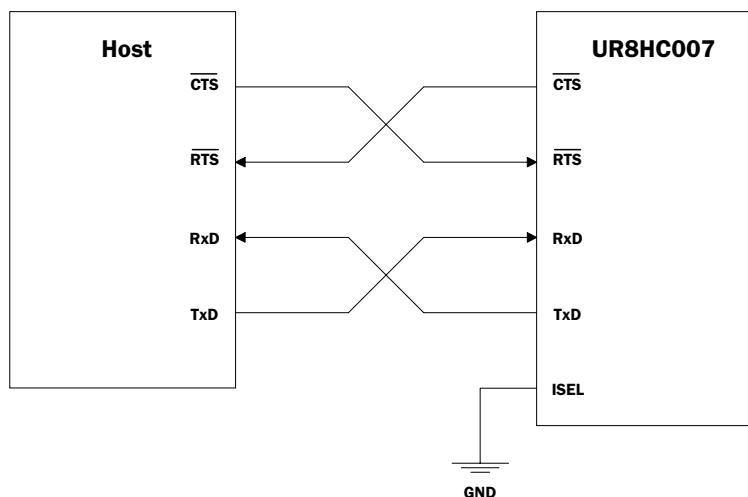 Host
CTS
RTS
RxD
TxD
UR8HC007
CTS
RTS
RxD
TxD
ISEL
GND